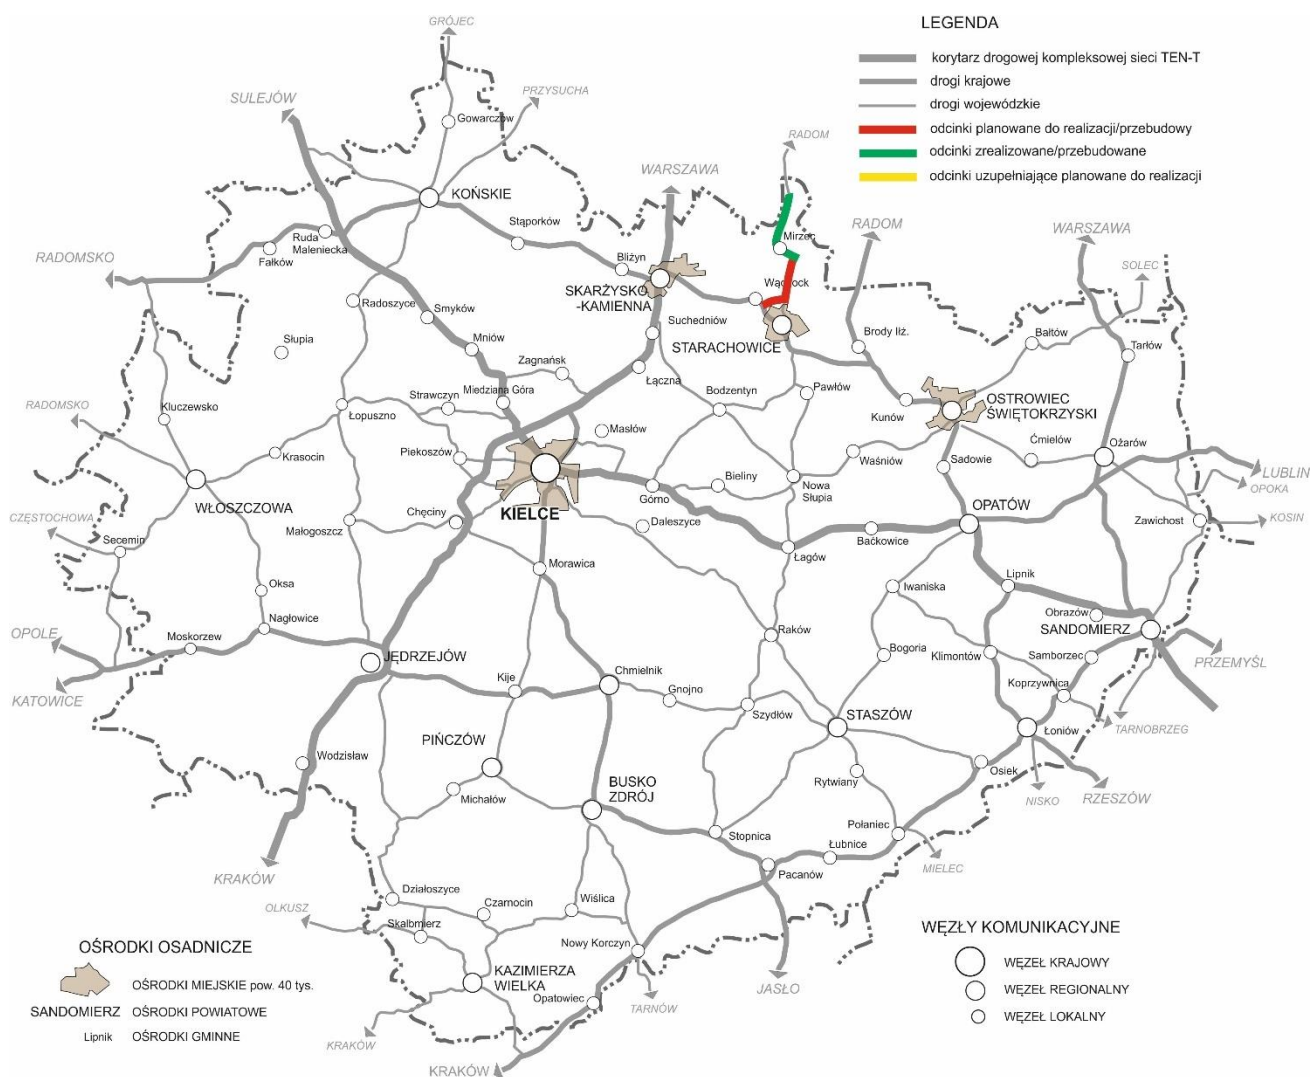 GRÓJEC
LEGENDA
korytarz drogowej kompleksowej sieci TEN-T
drogi krajowe
drogi wojewódzkie
odcinki planowane do realizacji/przebudowy
odcinki zrealizowane/przebudowane
odcinki uzupełniające planowane do realizacji
SULEJÓW
PRZYSUCHA
Gowarczów
RADOM
WARSZAWA
KOŃSKIE
Stąporków
Ruda
Maleniecka
Fałków
RADOMSKO
Mirzec
RADOM
WARSZAWA
SOLEC
Bliżyn
SKARŻYSKO
-KAMIENNA
Radoszyce
Smyków
Suchedniów
STARACHOWICE
Brody Iłż.
Bałtów
Tarłów
Słupia
Mniów
Zagnańsk
Łączna
Miedziana Góra
Strawczyn
Bodzentyn
Pawłów
Kunów
OSTROWIEC
ŚWIĘTOKRZYSKI
RADOMSKO
Kluczewsko
Łopuszno
Masłów
Piekoszów
Krasocin
Waśniów
Ćmielów
Ożarów
Sadowie
LUBLIN
OPOKA
WŁOSZCZOWA
Bieliny
Nowa
Słupia
Górno
KIELCE
Chęciny
Daleszyce
OPATÓW
Zawichost
KOSIN
CZĘSTOCHOWA
Secemin
Małogoszcz
Baćkowice
Łagów
Morawica
Oksa
Iwaniska
Lipnik
Obrazów
SANDOMIERZ
Nagłowice
Moskorzew
OPOLE
Raków
Bogoria
Klimontów
Samborzec
PRZEMYŚL
KATOWICE
JĘDRZEJÓW
Kije
Chmielnik
Gnojno
Koprzywnica
Szydłów
STASZÓW
Łoniów
TARNOBRZEG
PIŃCZÓW
Wodzisław
Osiek
Rytwiany
NISKO
RZESZÓW
BUSKO
ZDRÓJ
Michałów
Stopnica
Połaniec
Łubnice
MIELEC
KRAKÓW
Pacanów
Działoszyce
OLKUSZ
Czarnocin
Wiślica
Skalbmierz
Nowy Korczyn
WĘZŁY KOMUNIKACYJNE
WĘZEŁ KRAJOWY
WĘZEŁ REGIONALNY
WĘZEŁ LOKALNY
OŚRODKI OSADNICZE
OŚRODKI MIEJSKIE pow. 40 tys.
SANDOMIERZ OŚRODKI POWIATOWE
Lipnik OŚRODKI GMINNE
KAZIMIERZA
WIELKA
Opatowiec
JASŁO
TARNÓW
KRAKÓW
KRAKÓW